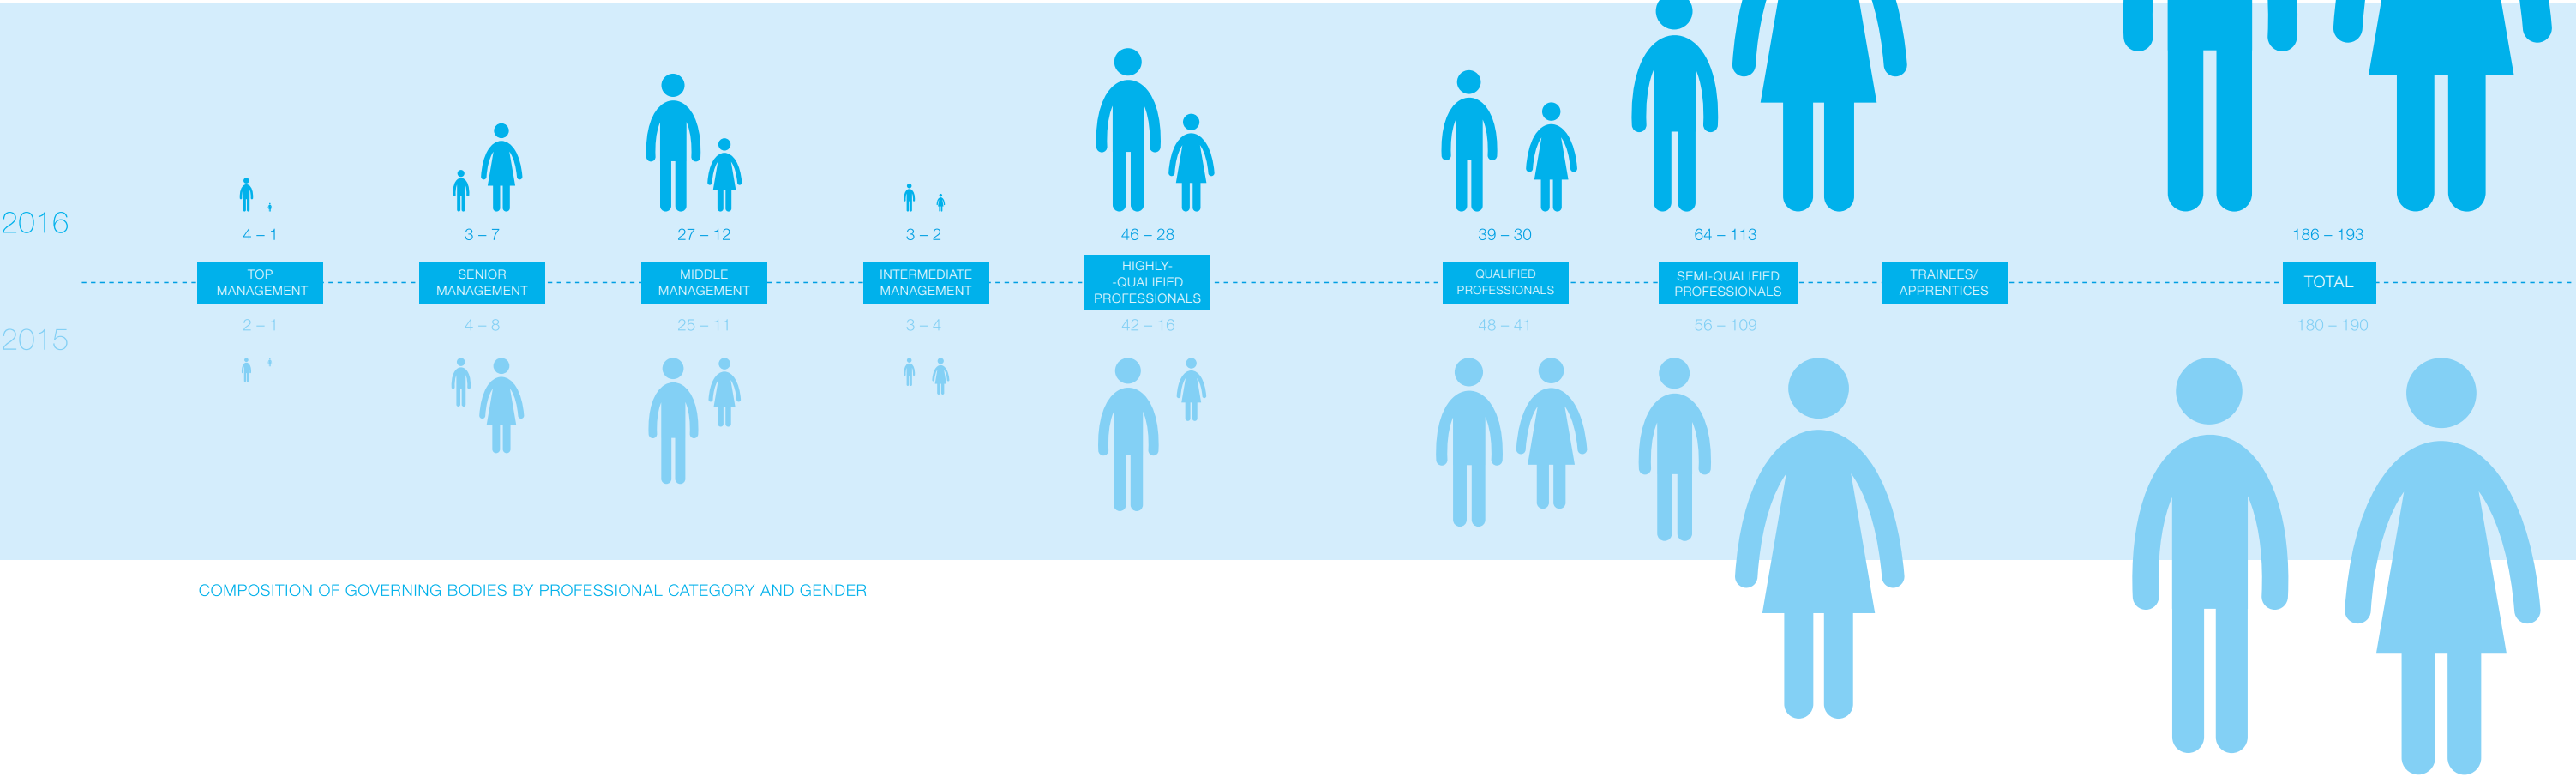 2016
4 – 1
3 – 7
27 – 12
3 – 2
46 – 28
39 – 30
64 – 113
186 – 193
TOP
MANAGEMENT
SENIOR
MANAGEMENT
MIDDLE
MANAGEMENT
INTERMEDIATE
MANAGEMENT
HIGHLY-
-QUALIFIED
PROFESSIONALS
QUALIFIED
PROFESSIONALS
SEMI-QUALIFIED
PROFESSIONALS
TRAINEES/
APPRENTICES
TOTAL
2015
2 – 1
4 – 8
25 – 11
3 – 4
42 – 16
48 – 41
56 – 109
180 – 190
COMPOSITION OF GOVERNING BODIES BY PROFESSIONAL CATEGORY AND GENDER